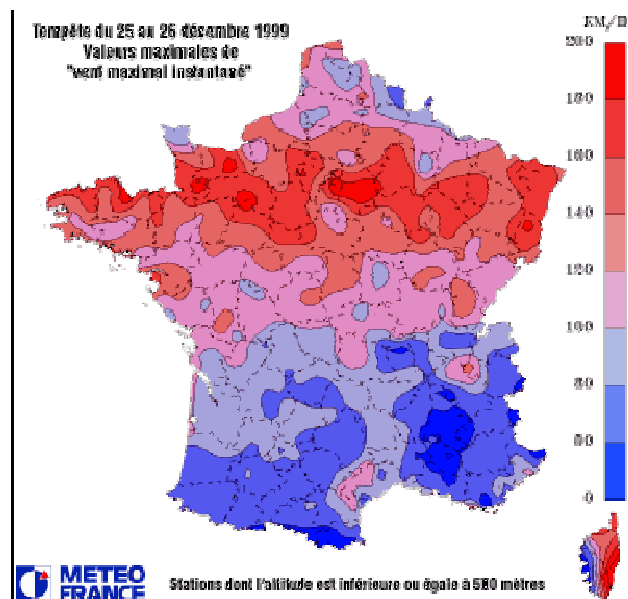 Tempête du 25 au 26 décembre 1999
Valeurs maximales de
"vent maximal instantané"
KM/H
200
180
160
140
120
100
80
60
40
METEO
FRANCE
Stations dont l'altitude est inférieure ou égale à 500 mètres